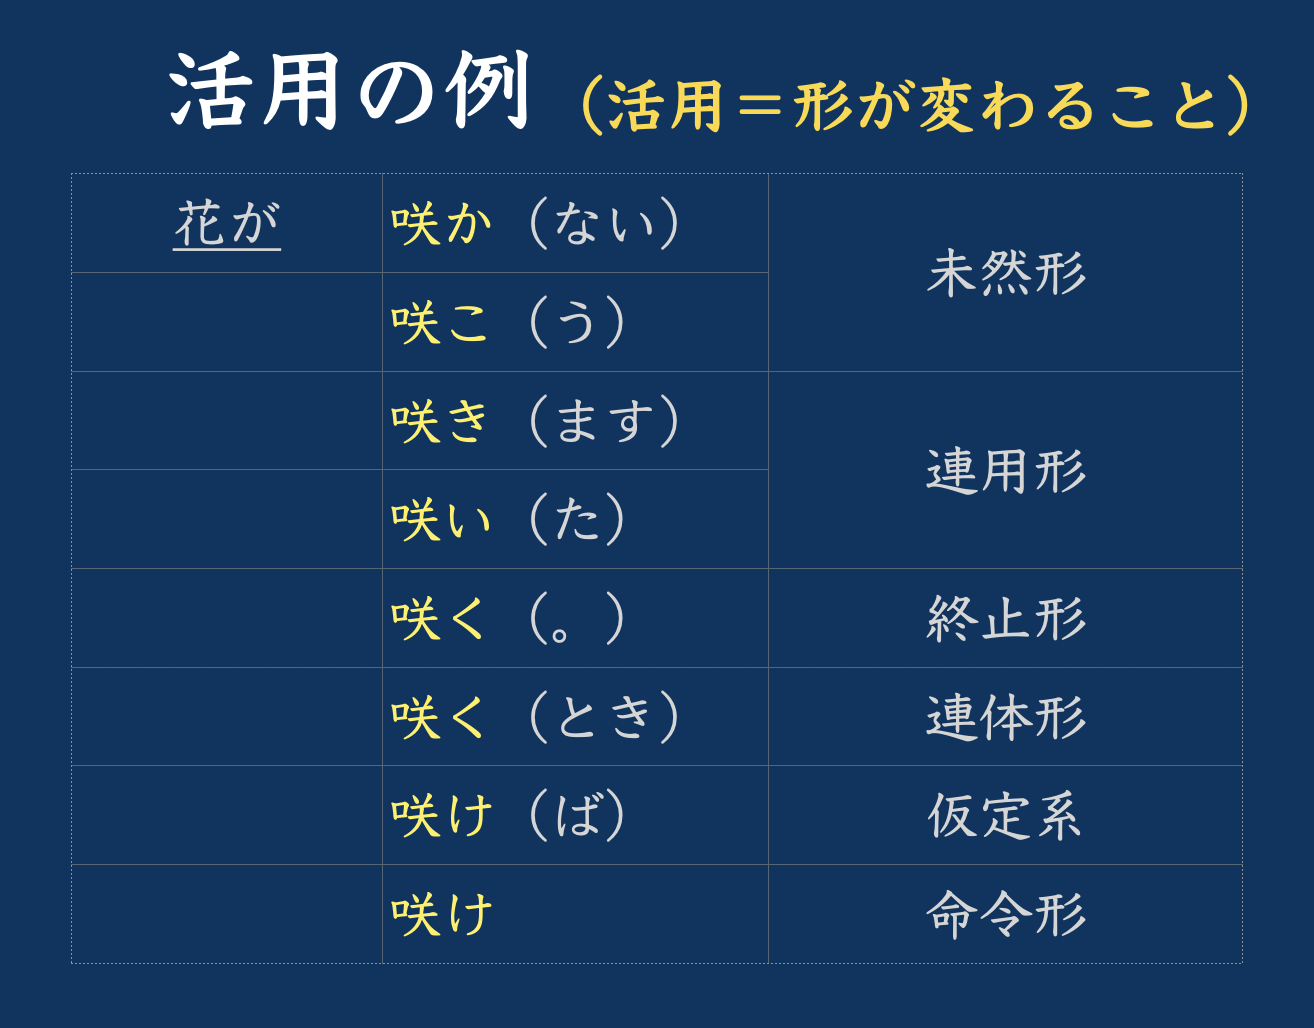 活用の例（活用＝形が変わること）
花が 咲か（ない） 未然形
咲こ（う）
咲き（ます） 連用形
咲い（た）
咲く（。） 終止形
咲く（とき） 連体形
咲け（ば） 仮定系
咲け 命令形